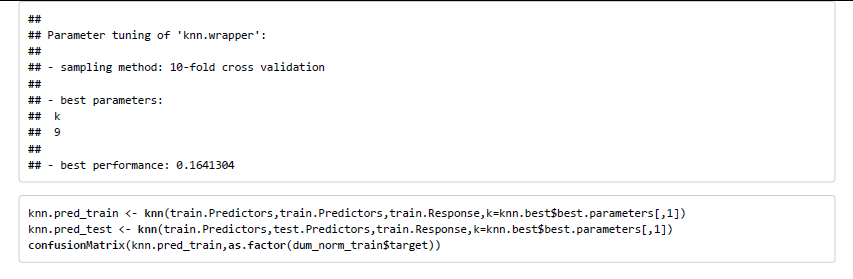 ##
## Parameter tuning of 'knn.wrapper':
##
## - sampling method: 10-fold cross validation
##
## - best parameters:
##  k
##  9
##
## - best performance: 0.1641304
knn.pred_train <- knn(train.Predictors,train.Predictors,train.Response,k=knn.best$best.parameters[,1])
knn.pred_test <- knn(train.Predictors,test.Predictors,train.Response,k=knn.best$best.parameters[,1])
confusionMatrix(knn.pred_train,as.factor(dum_norm_train$target))